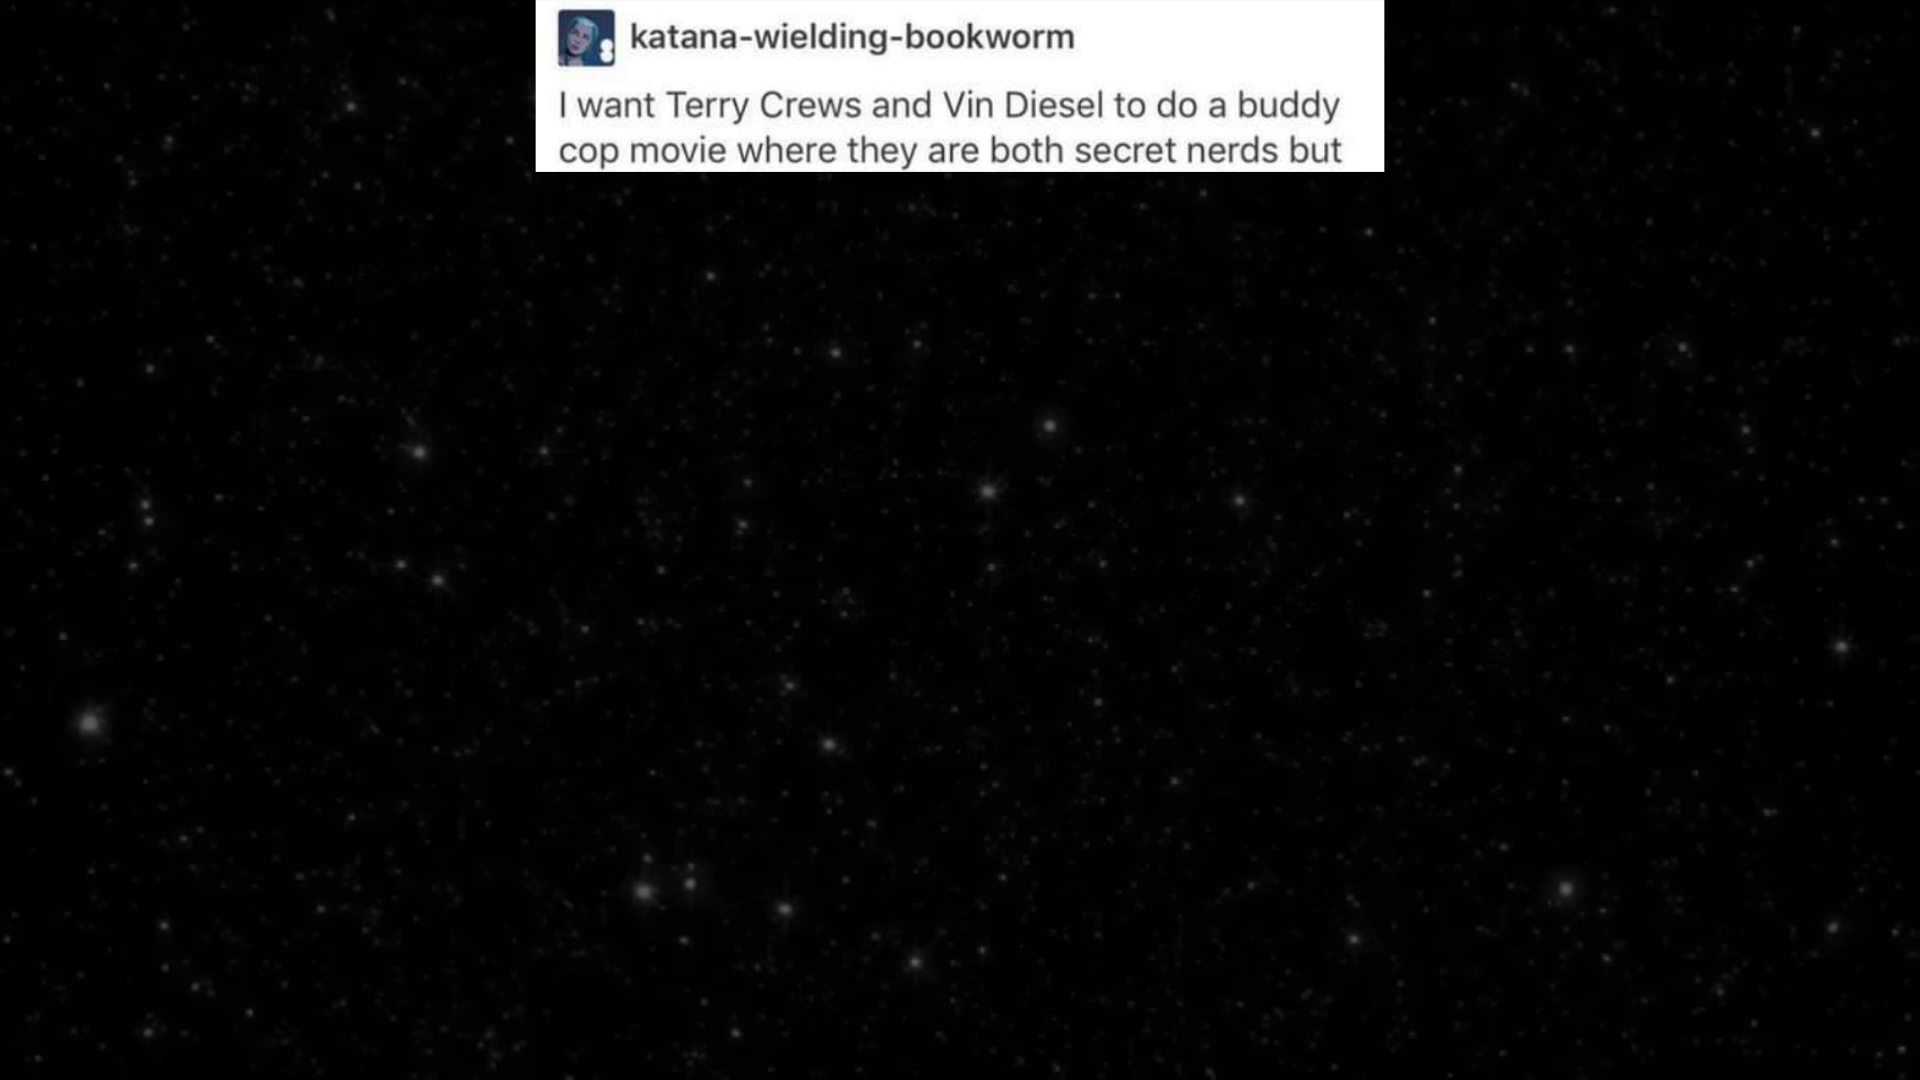 katana-wielding-bookworm
I want Terry Crews and Vin Diesel to do a buddy
cop movie where they are both secret nerds but